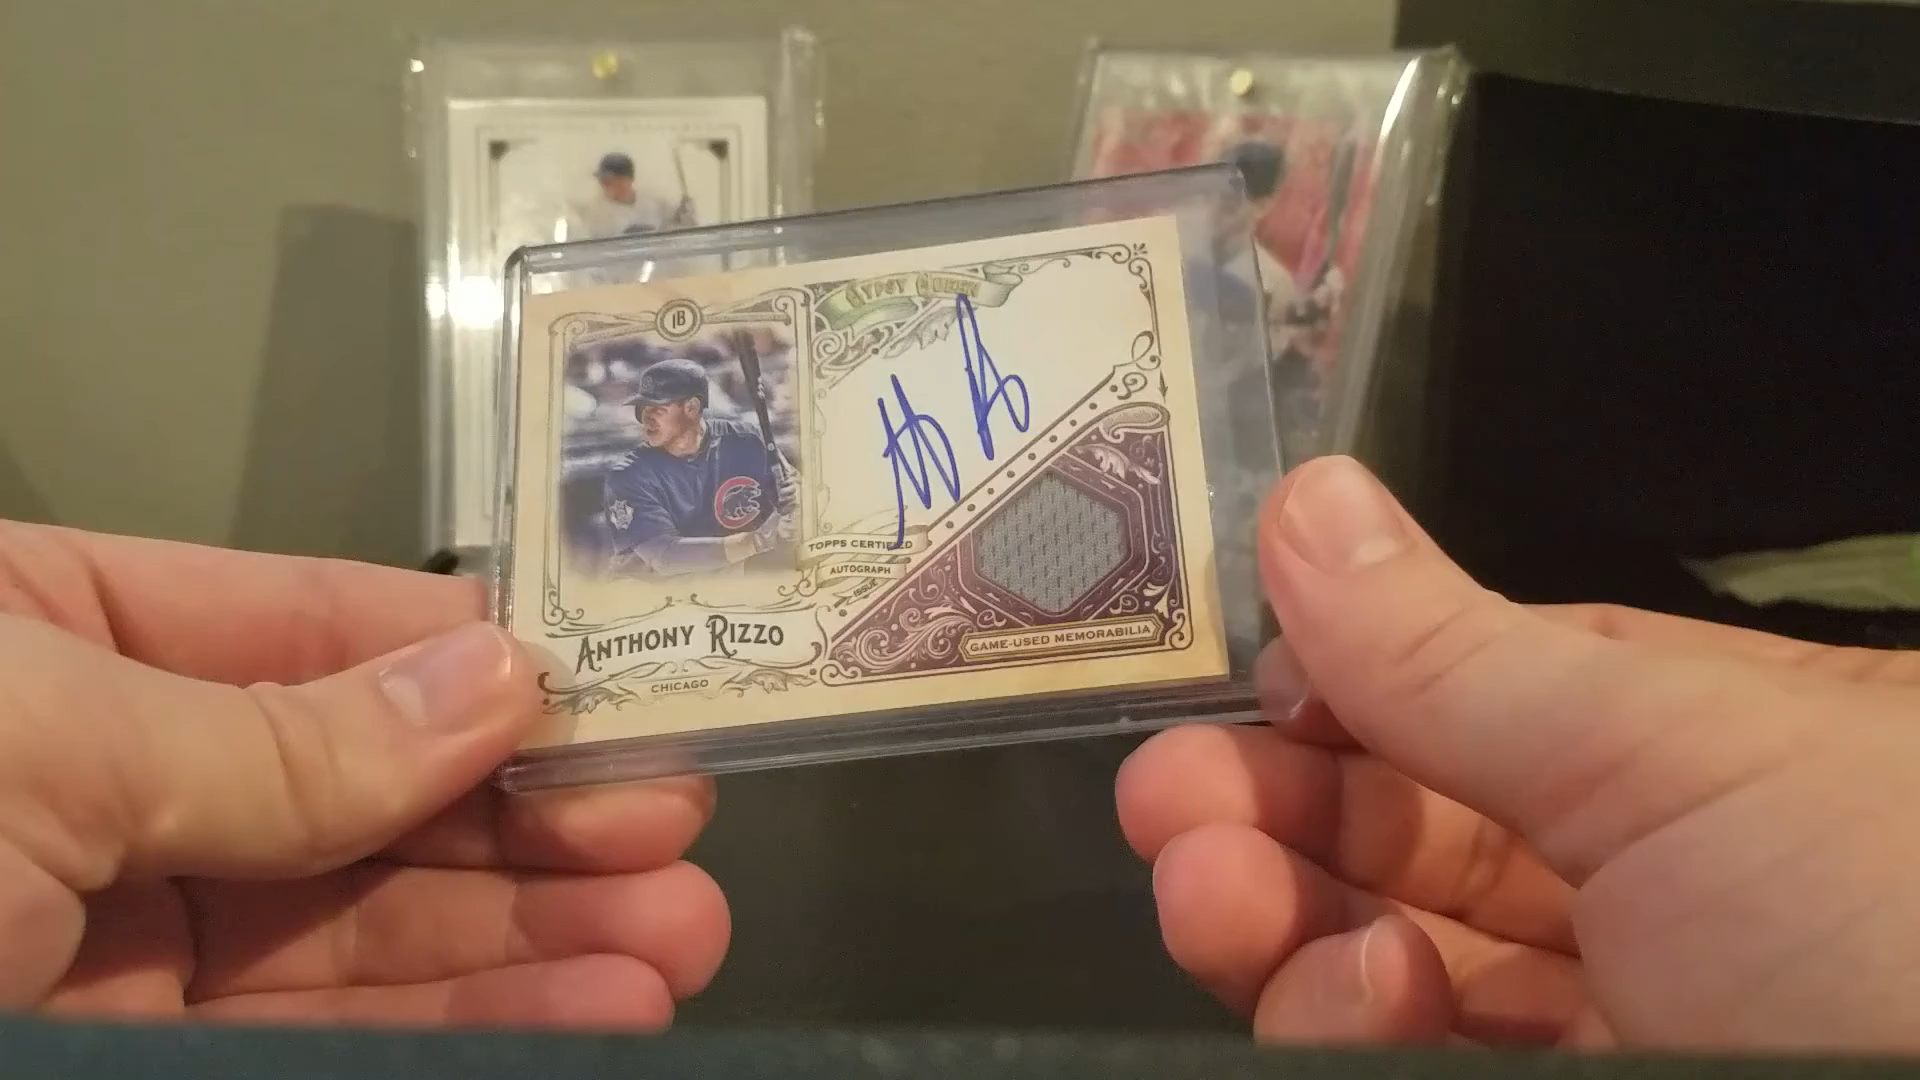 1B
GYPSY QUEEN
TOPPS CERTIFIED
AUTOGRAPH
ISSUE
ANTHONY RIZZO
CHICAGO
GAME-USED MEMORABILIA